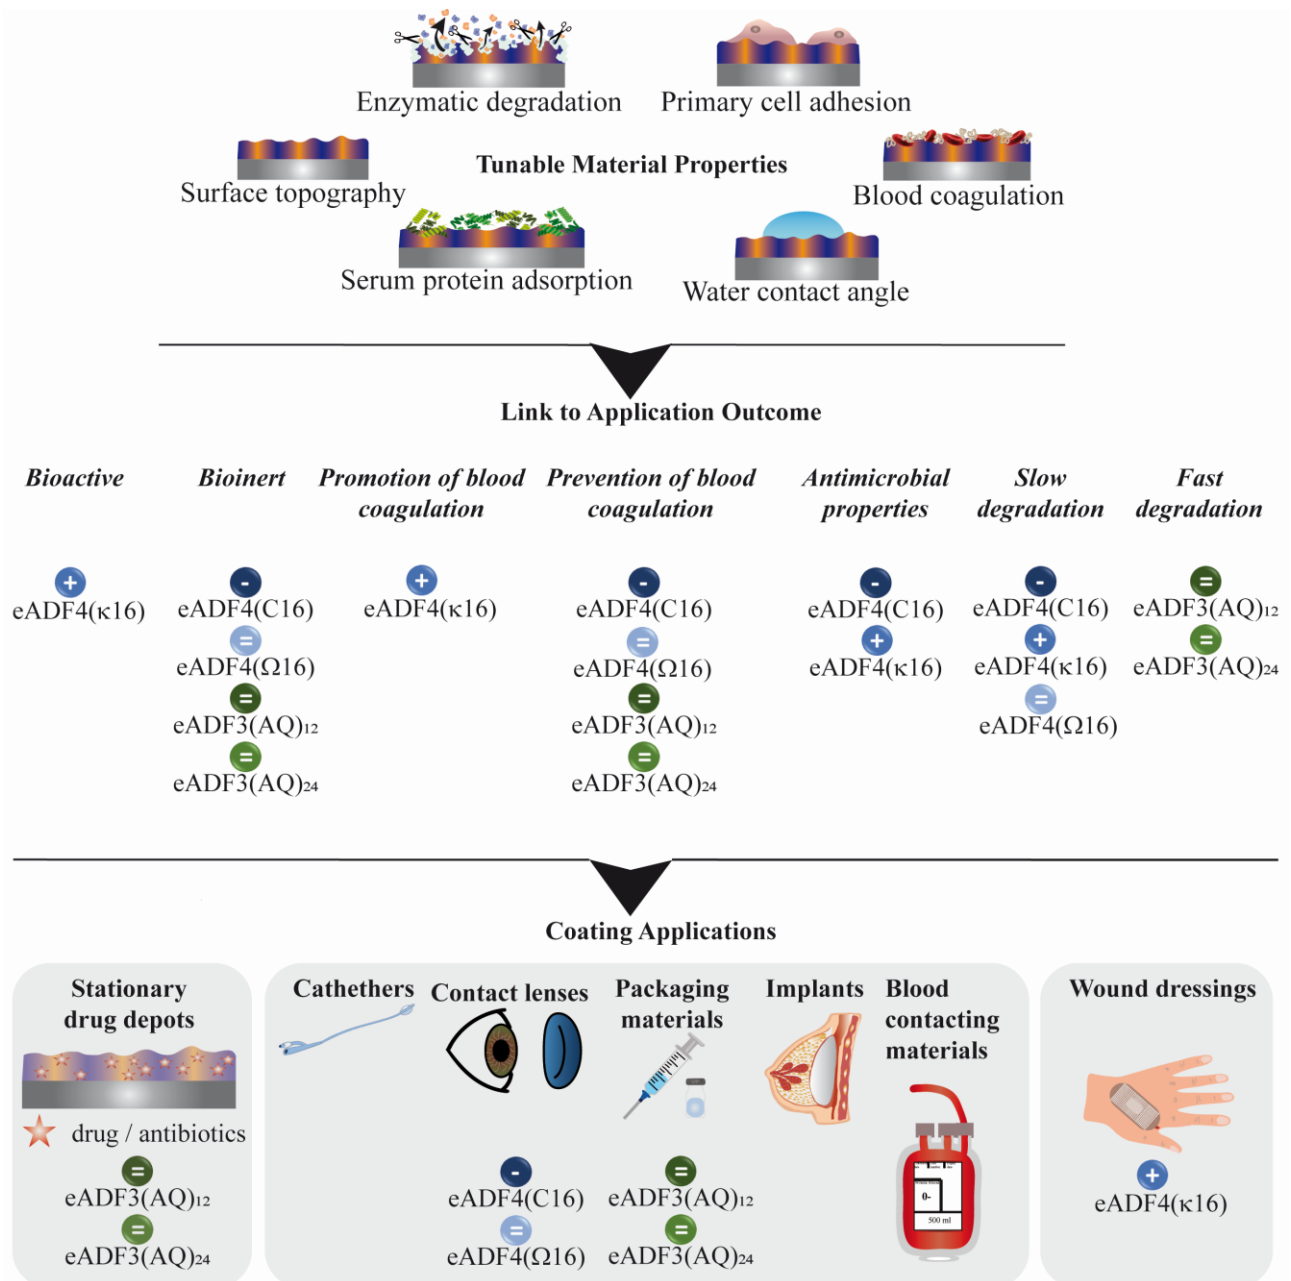 Enzymatic degradation
Primary cell adhesion
Surface topography
Tunable Material Properties
Blood coagulation
Serum protein adsorption
Water contact angle
Link to Application Outcome
Bioactive
Bioinert
Promotion of blood
coagulation
Prevention of blood
coagulation
Antimicrobial
properties
Slow
degradation
Fast
degradation
+
eADF4(κ16)
-
eADF4(C16)
=
eADF4(Ω16)
=
eADF3(AQ)₁₂
=
eADF3(AQ)₂₄
+
eADF4(κ16)
-
eADF4(C16)
=
eADF4(Ω16)
=
eADF3(AQ)₁₂
=
eADF3(AQ)₂₄
-
eADF4(C16)
+
eADF4(κ16)
-
eADF4(C16)
+
eADF4(κ16)
=
eADF4(Ω16)
=
eADF3(AQ)₁₂
=
eADF3(AQ)₂₄
Coating Applications
Stationary
drug depots
drug / antibiotics
=
eADF3(AQ)₁₂
=
eADF3(AQ)₂₄
Cathethers
Contact lenses
Packaging
materials
Implants
Blood
contacting
materials
0-
500 ml
-
eADF4(C16)
=
eADF4(Ω16)
=
eADF3(AQ)₁₂
=
eADF3(AQ)₂₄
Wound dressings
+
eADF4(κ16)